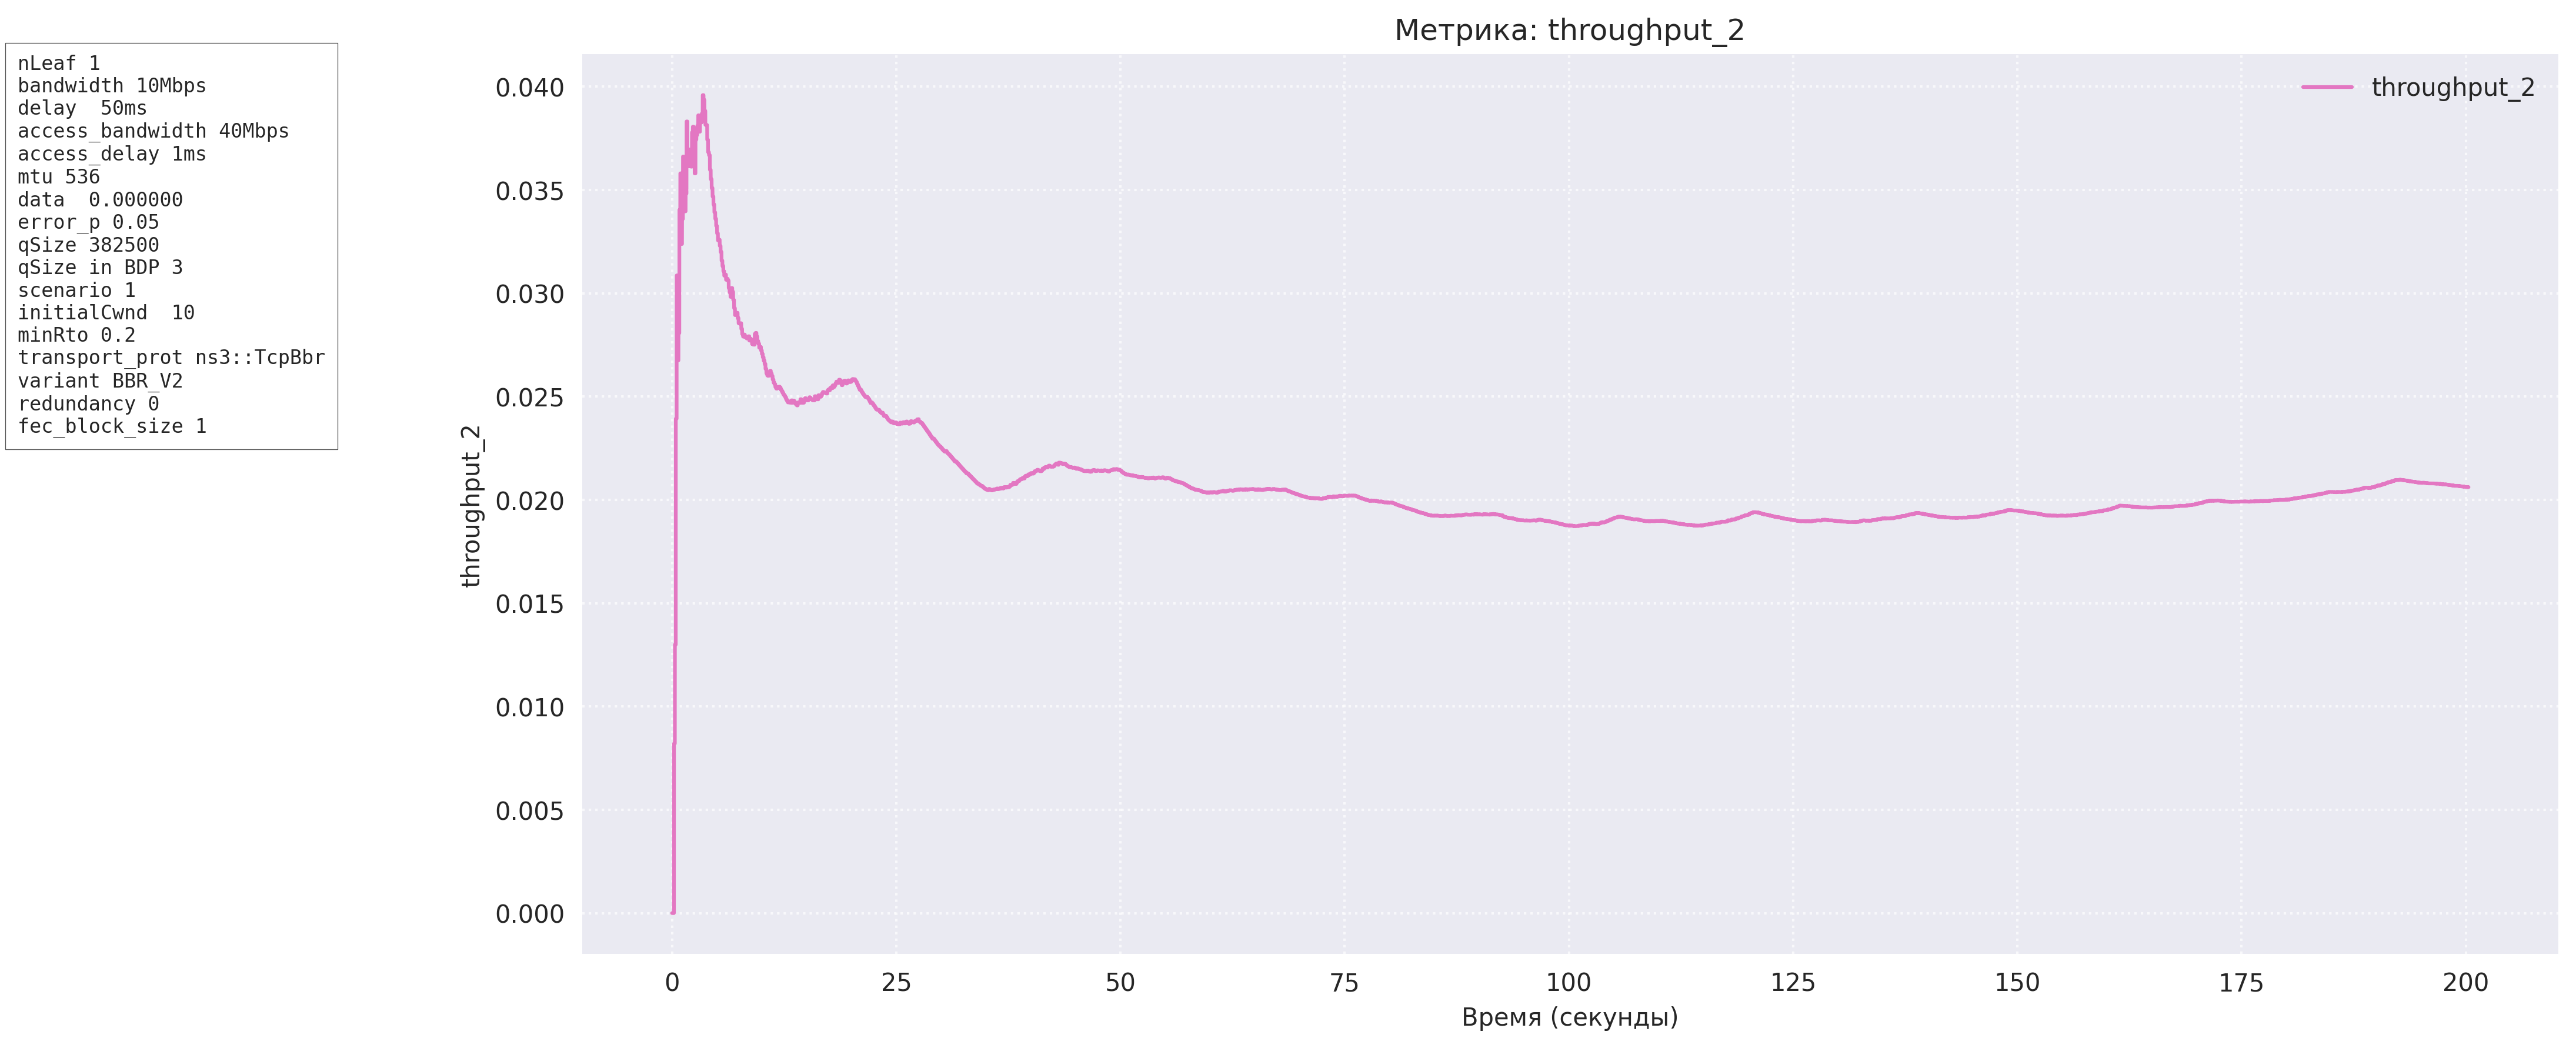 Метрика: throughput_2
nLeaf 1
bandwidth 10Mbps
delay  50ms
access_bandwidth 40Mbps
access_delay 1ms
mtu 536
data  0.000000
error_p 0.05
qSize 382500
qSize in BDP 3
scenario 1
initialCwnd  10
minRto 0.2
transport_prot ns3::TcpBbr
variant BBR_V2
redundancy 0
fec_block_size 1
throughput_2
throughput_2
0.040
0.035
0.030
0.025
0.020
0.015
0.010
0.005
0.000
0 25 50 75 100 125 150 175 200
Время (секунды)